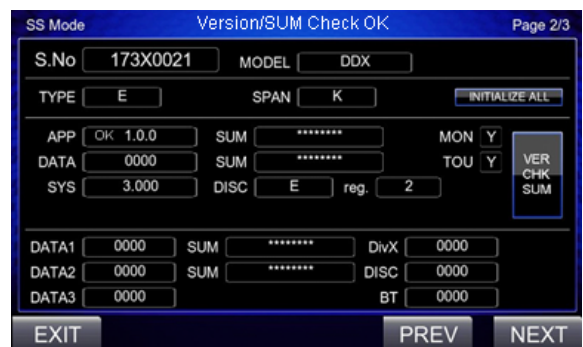 SS Mode Version/SUM Check OK Page 2/3
S.No 173X0021 MODEL DDX
TYPE E SPAN K INITIALIZE ALL
APP OK 1.0.0 SUM ******** MON Y
DATA 0000 SUM ******** TOU Y
SYS 3.000 DISC E reg. 2
VER
CHK
SUM
DATA1 0000 SUM ******** DivX 0000
DATA2 0000 SUM ******** DISC 0000
DATA3 0000 BT 0000
EXIT PREV NEXT